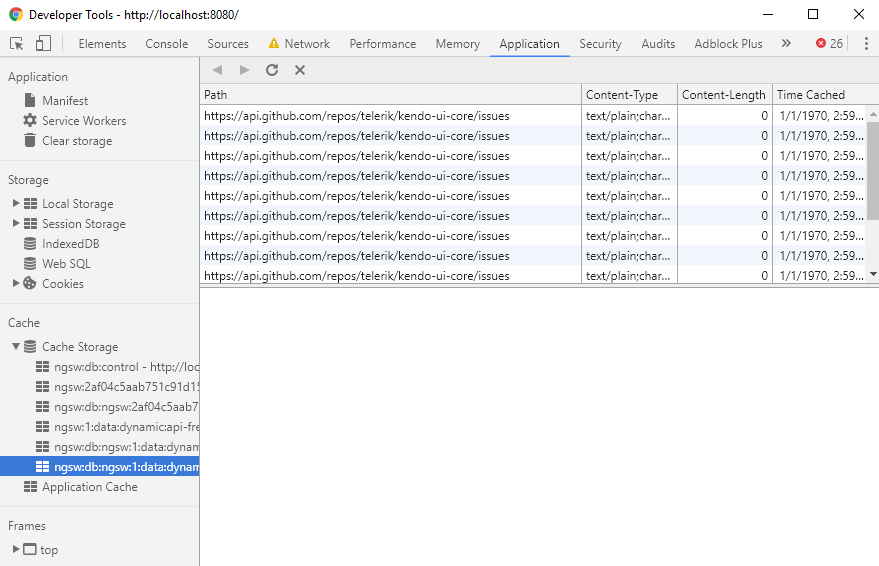 Developer Tools - http://localhost:8080/
Elements Console Sources Network Performance Memory Application Security Audits Adblock Plus » 26
Application
Manifest
Service Workers
Clear storage
Storage
Local Storage
Session Storage
IndexedDB
Web SQL
Cookies
Cache
Cache Storage
ngsw:db:control - http://loc
ngsw:2af04c5aab751c91d15
ngsw:db:ngsw:2af04c5aab7
ngsw:1:data:dynamic:api-fre
ngsw:db:ngsw:1:data:dynam
ngsw:db:ngsw:1:data:dynam
Application Cache
Frames
top
Path Content-Type Content-Length Time Cached
https://api.github.com/repos/telerik/kendo-ui-core/issues text/plain;char... 0 1/1/1970, 2:59...
https://api.github.com/repos/telerik/kendo-ui-core/issues text/plain;char... 0 1/1/1970, 2:59...
https://api.github.com/repos/telerik/kendo-ui-core/issues text/plain;char... 0 1/1/1970, 2:59...
https://api.github.com/repos/telerik/kendo-ui-core/issues text/plain;char... 0 1/1/1970, 2:59...
https://api.github.com/repos/telerik/kendo-ui-core/issues text/plain;char... 0 1/1/1970, 2:59...
https://api.github.com/repos/telerik/kendo-ui-core/issues text/plain;char... 0 1/1/1970, 2:59...
https://api.github.com/repos/telerik/kendo-ui-core/issues text/plain;char... 0 1/1/1970, 2:59...
https://api.github.com/repos/telerik/kendo-ui-core/issues text/plain;char... 0 1/1/1970, 2:59...
https://api.github.com/repos/telerik/kendo-ui-core/issues text/plain;char... 0 1/1/1970, 2:59...